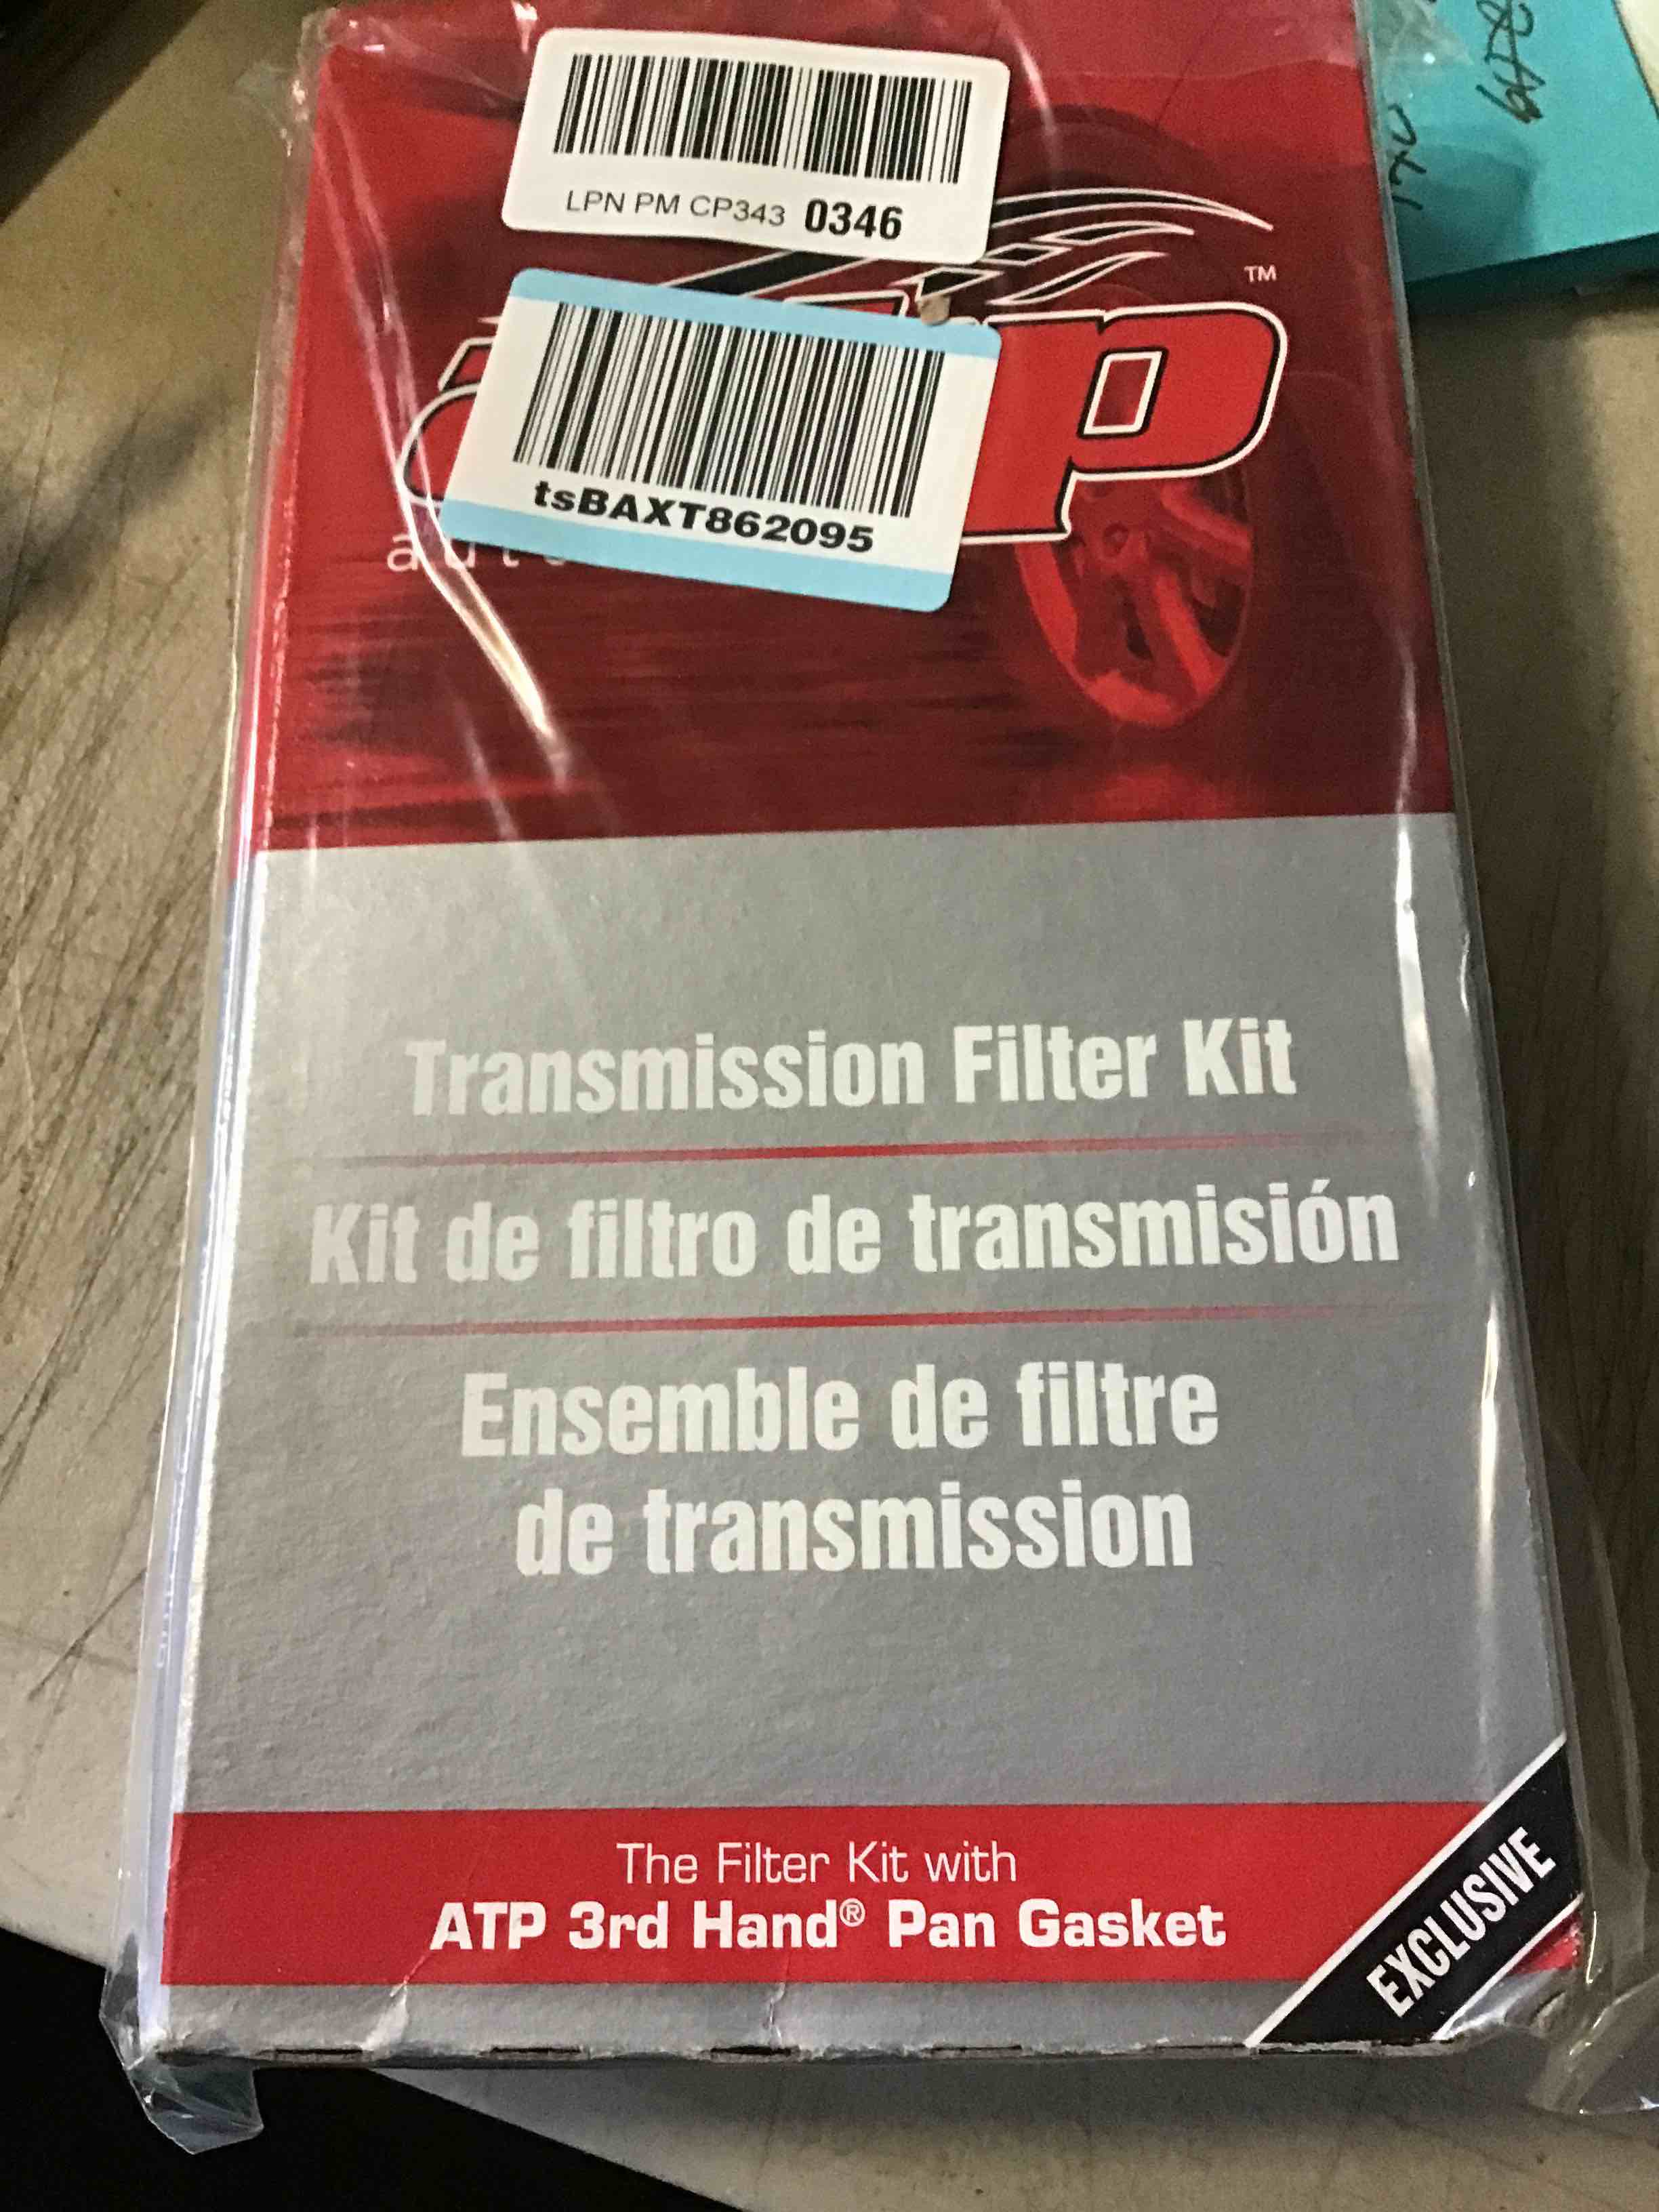 LPN PM CP343 0346
TM
tsBAXT862095
Transmission Filter Kit
Kit de filtro de transmisión
Ensemble de filtre
de transmission
The Filter Kit with
ATP 3rd Hand® Pan Gasket
EXCLUSIVE